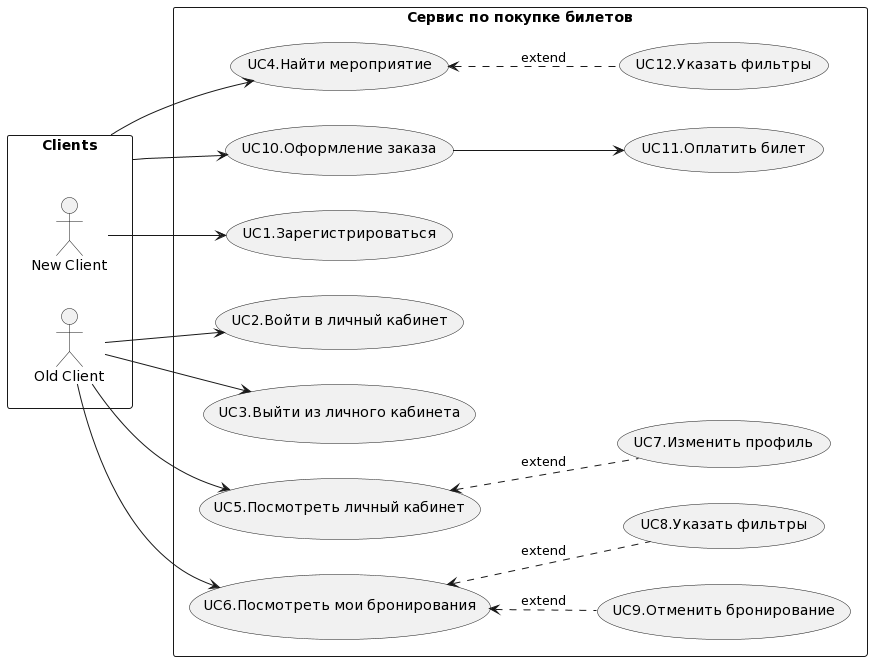 Сервис по покупке билетов
UC4.Найти мероприятие
extend
UC12.Указать фильтры
Clients
UC10.Оформление заказа
UC11.Оплатить билет
New Client
UC1.Зарегистрироваться
Old Client
UC2.Войти в личный кабинет
UC3.Выйти из личного кабинета
extend
UC7.Изменить профиль
UC5.Посмотреть личный кабинет
UC8.Указать фильтры
extend
UC6.Посмотреть мои бронирования
extend
UC9.Отменить бронирование